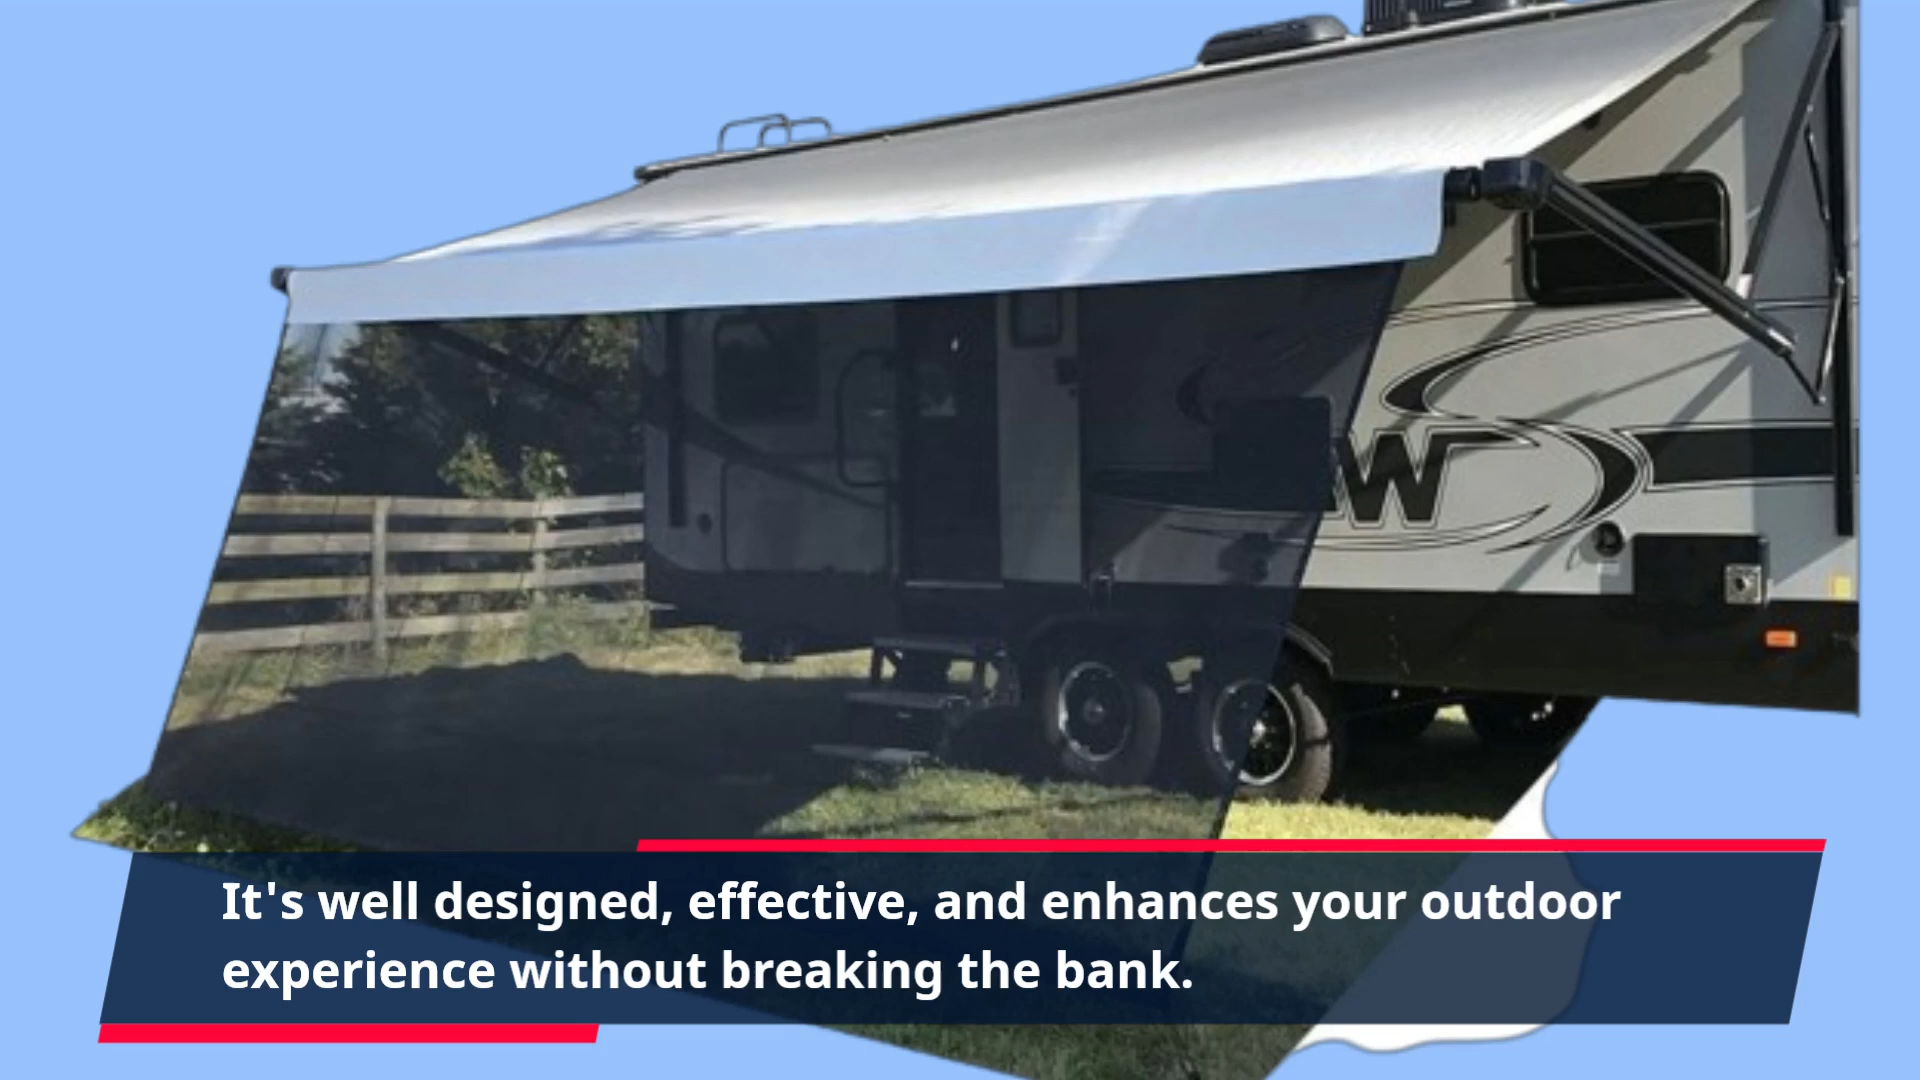 W
It's well designed, effective, and enhances your outdoor
experience without breaking the bank.